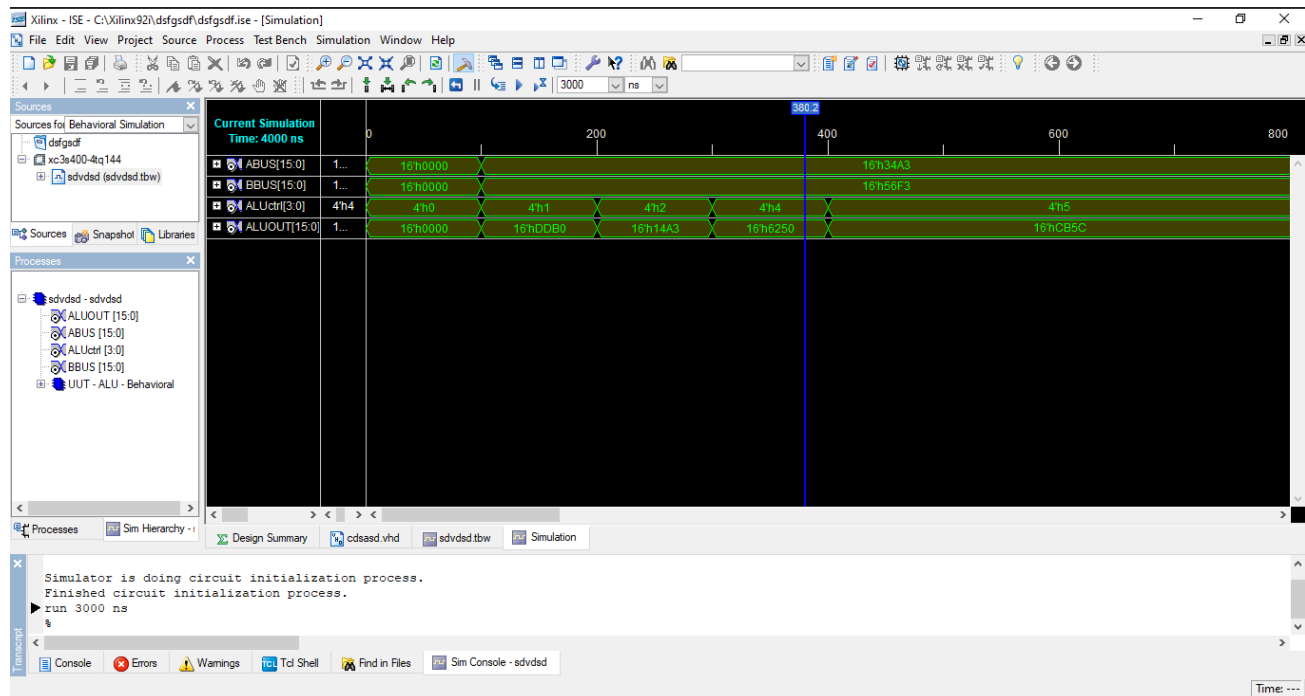 Xilinx - ISE - C:\Xilinx92i\dsfgsdf\dsfgsdf.ise - [Simulation]
File Edit View Project Source Process Test Bench Simulation Window Help
3000 ns
Sources
Sources for Behavioral Simulation
dsfgsdf
xc3s400-4tq144
sdvdsd (sdvdsd.tbw)
Sources Snapshot Libraries
Processes
sdvdsd - sdvdsd
ALUOUT [15:0]
ABUS [15:0]
ALUctrl [3:0]
BBUS [15:0]
UUT - ALU - Behavioral
Processes Sim Hierarchy -
380.2
Current Simulation
Time: 4000 ns
0 200 400 600 800
ABUS[15:0] 1... 16'h0000 16'h34A3
BBUS[15:0] 1... 16'h0000 16'h56F3
ALUctrl[3:0] 4'h4 4'h0 4'h1 4'h2 4'h4 4'h5
ALUOUT[15:0] 1... 16'h0000 16'hDDB0 16'h14A3 16'h6250 16'hCB5C
Design Summary cdsasd.vhd sdvdsd.tbw Simulation
Simulator is doing circuit initialization process.
Finished circuit initialization process.
run 3000 ns
%
Transcript
Console Errors Warnings TCL Tcl Shell Find in Files Sim Console - sdvdsd
Time: ---